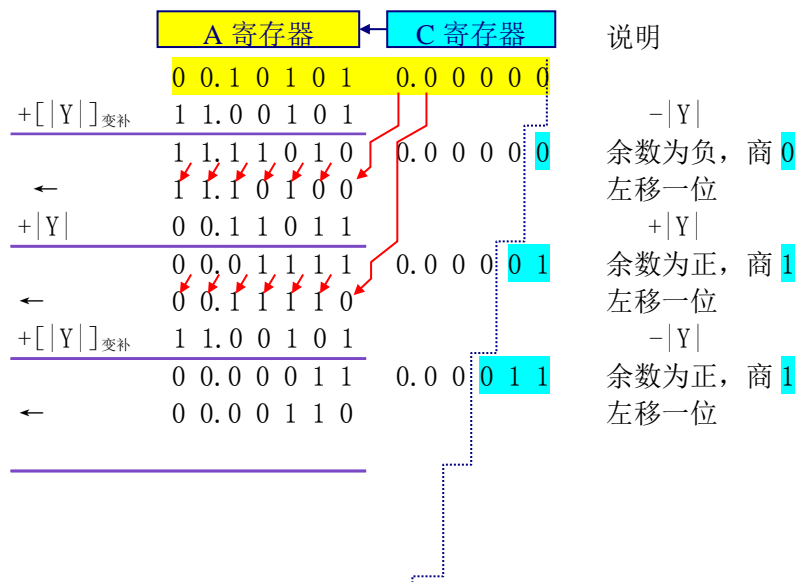 A 寄存器 ← C 寄存器 说明
0 0.1 0 1 0 1 0.0 0 0 0 0
+[|Y|]变补 1 1.0 0 1 0 1 −|Y|
1 1.1 1 0 1 0 0.0 0 0 0 0 余数为负，商 0
← 1 1.1 0 1 0 0 左移一位
+|Y| 0 0.1 1 0 1 1 +|Y|
0 0.0 1 1 1 1 0.0 0 0 0 1 余数为正，商 1
← 0 0.1 1 1 1 0 左移一位
+[|Y|]变补 1 1.0 0 1 0 1 −|Y|
0 0.0 0 0 1 1 0.0 0 0 1 1 余数为正，商 1
← 0 0.0 0 1 1 0 左移一位